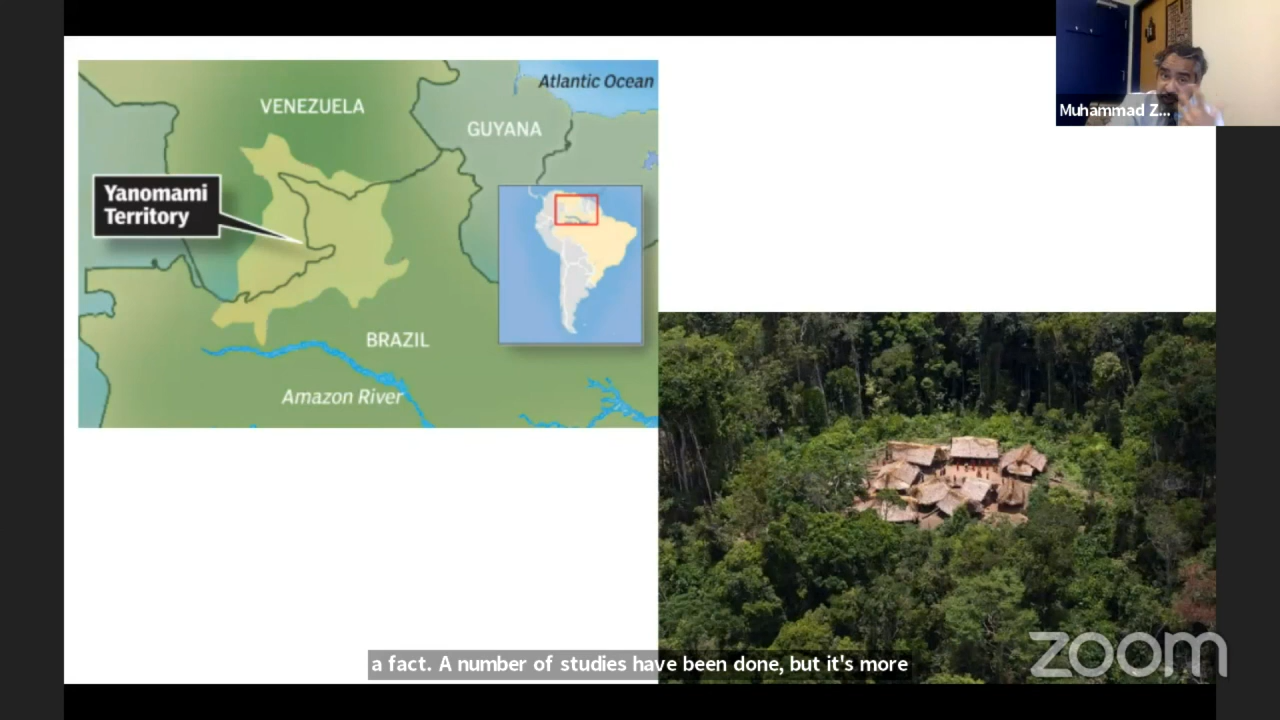 Atlantic Ocean
VENEZUELA
GUYANA
Yanomami
Territory
BRAZIL
Amazon River
Muhammad Z...
a fact. A number of studies have been done, but it's more
zoom